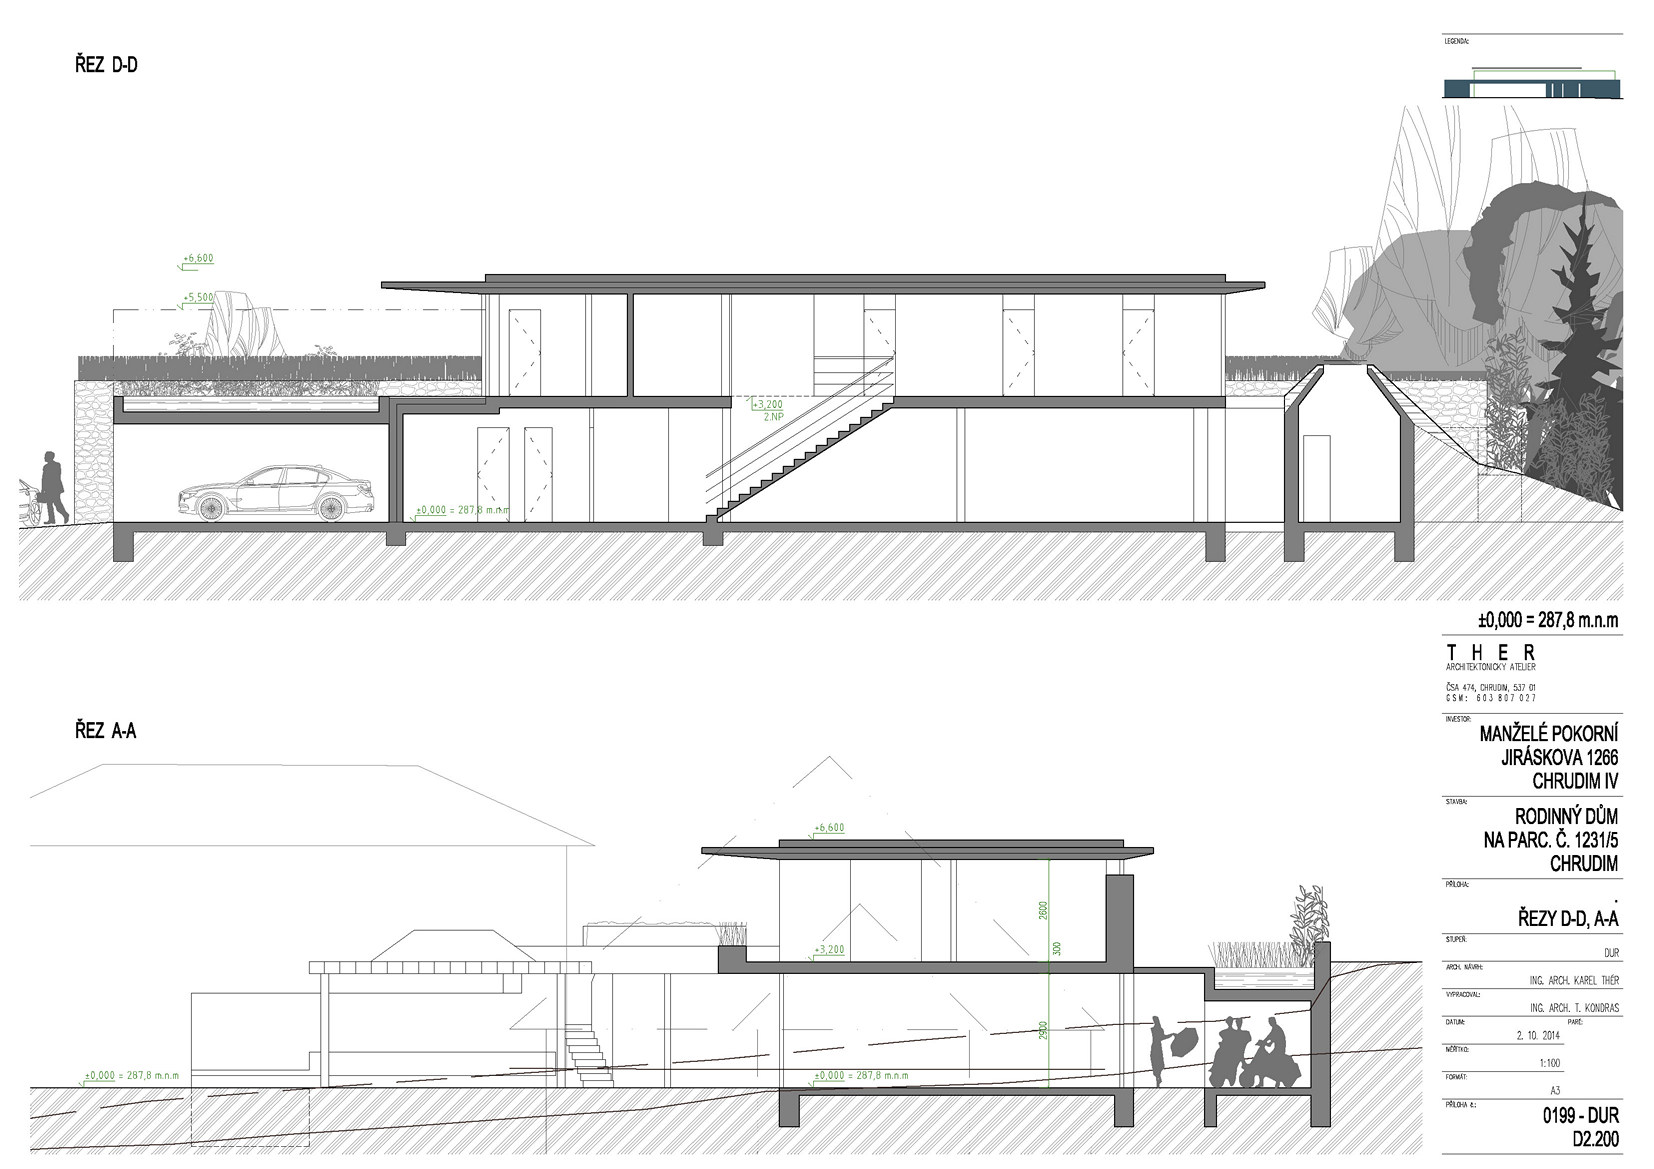 ŘEZ D-D
LEGENDA:
+6,600
+5,500
+3,200
2.NP
±0,000 = 287,8 m.n.m
±0,000 = 287,8 m.n.m
T H E R
ARCHITEKTONICKÝ ATELIER
ČSA 474, CHRUDIM, 537 01
GSM: 603 807 027
INVESTOR:
MANŽELÉ POKORNÍ
JIRÁSKOVA 1266
CHRUDIM IV
STAVBA:
RODINNÝ DŮM
NA PARC. Č. 1231/5
CHRUDIM
PŘÍLOHA:
.
ŘEZY D-D, A-A
STUPEŇ:
DUR
ARCH. NÁVRH:
ING. ARCH. KAREL THÉR
VYPRACOVAL:
ING. ARCH. T. KONDRAS
DATUM: PARÉ:
2. 10. 2014
MĚŘÍTKO:
1:100
FORMÁT:
A3
PŘÍLOHA č.:
0199 - DUR
D2.200
ŘEZ A-A
+6,600
2600
+3,200
300
2900
±0,000 = 287,8 m.n.m
±0,000 = 287,8 m.n.m